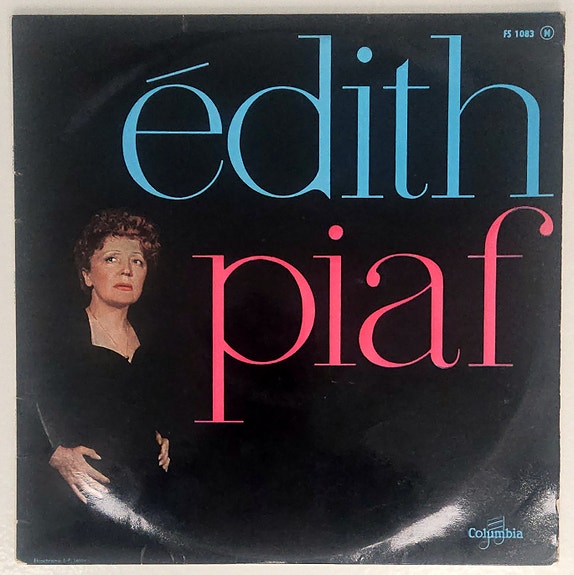 FS 1083 M
édith
piaf
Columbia